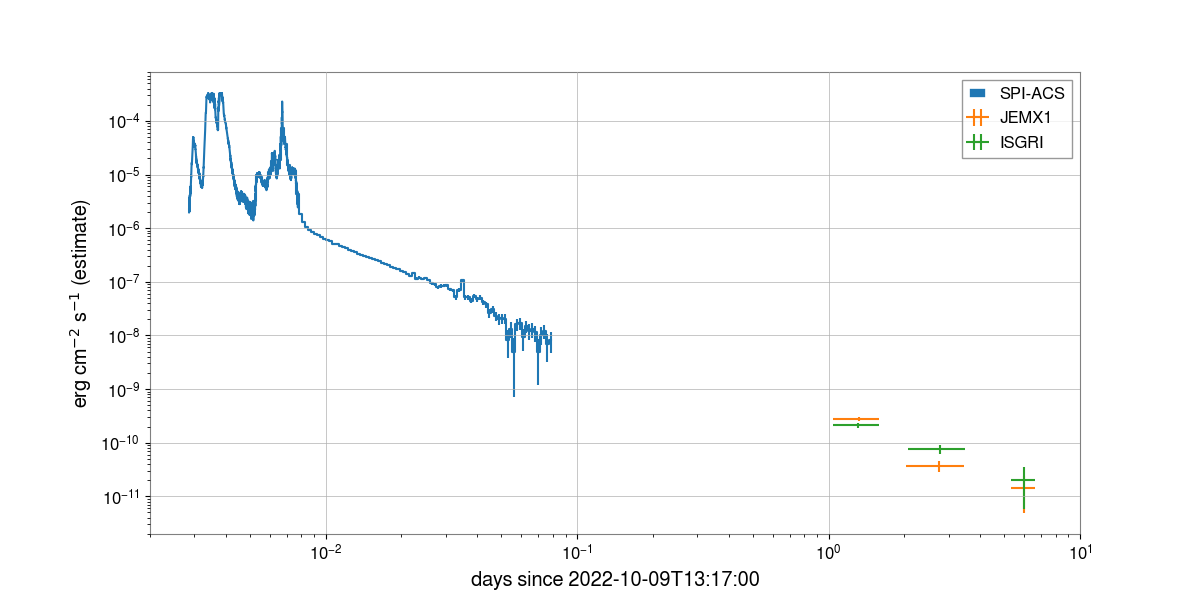 SPI-ACS
JEMX1
ISGRI
10⁻⁴
10⁻⁵
10⁻⁶
10⁻⁷
10⁻⁸
10⁻⁹
10⁻¹⁰
10⁻¹¹
erg cm⁻² s⁻¹ (estimate)
10⁻²
10⁻¹
10⁰
10¹
days since 2022-10-09T13:17:00